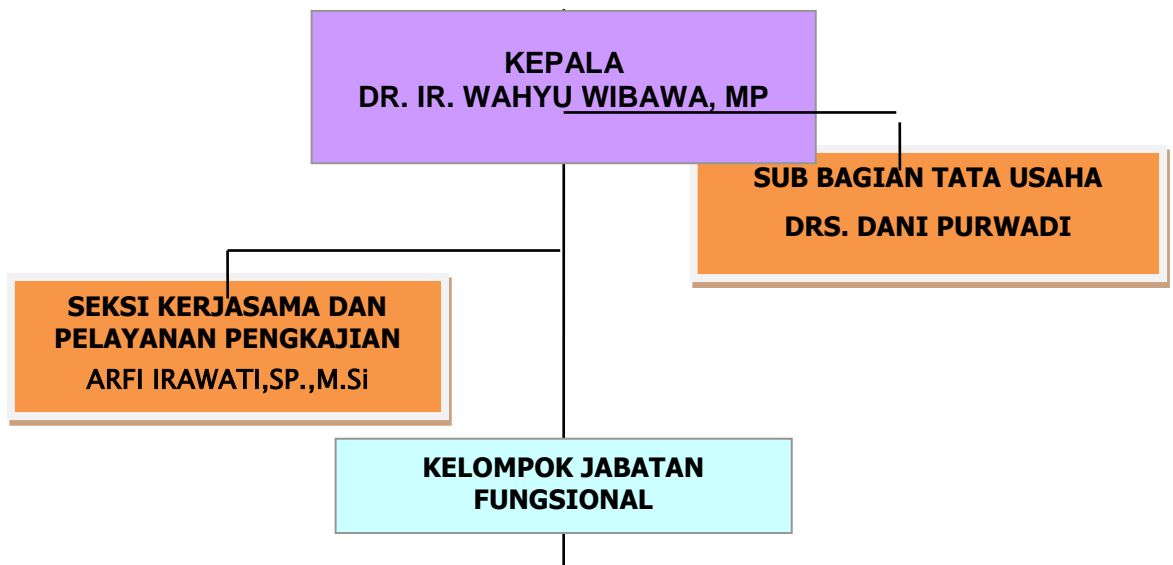 KEPALA
DR. IR. WAHYU WIBAWA, MP
SUB BAGIAN TATA USAHA
DRS. DANI PURWADI
SEKSI KERJASAMA DAN
PELAYANAN PENGKAJIAN
ARFI IRAWATI,SP.,M.Si
KELOMPOK JABATAN
FUNGSIONAL